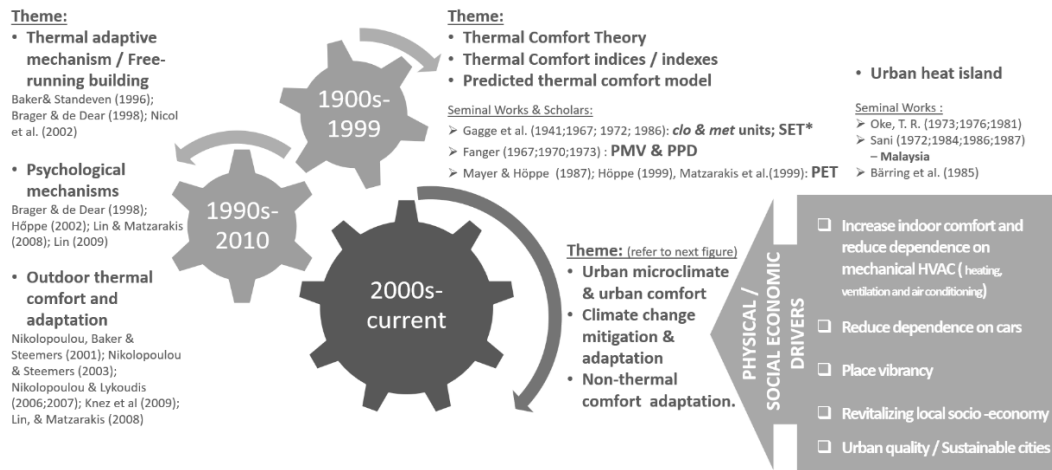 Theme:
• Thermal adaptive
mechanism / Free-
running building
Baker& Standeven (1996);
Brager & de Dear (1998); Nicol
et al. (2002)
• Psychological
mechanisms
Brager & de Dear (1998);
Hőppe (2002); Lin & Matzarakis
(2008); Lin (2009)
• Outdoor thermal
comfort and
adaptation
Nikolopoulou, Baker &
Steemers (2001); Nikolopoulou
& Steemers (2003);
Nikolopoulou & Lykoudis
(2006;2007); Knez et al (2009);
Lin, & Matzarakis (2008)
1900s-
1999
1990s-
2010
2000s-
current
Theme:
• Thermal Comfort Theory
• Thermal Comfort indices / indexes
• Predicted thermal comfort model
Seminal Works & Scholars:
➢ Gagge et al. (1941;1967; 1972; 1986): clo & met units; SET*
➢ Fanger (1967;1970;1973) : PMV & PPD
➢ Mayer & Höppe (1987); Höppe (1999), Matzarakis et al.(1999): PET
• Urban heat island
Seminal Works :
➢ Oke, T. R. (1973;1976;1981)
➢ Sani (1972;1984;1986;1987)
– Malaysia
➢ Bärring et al. (1985)
Theme: (refer to next figure)
• Urban microclimate
& urban comfort
• Climate change
mitigation &
adaptation
• Non-thermal
comfort adaptation.
PHYSICAL /
SOCIAL ECONOMIC
DRIVERS
❑ Increase indoor comfort and
reduce dependence on
mechanical HVAC ( heating,
ventilation and air conditioning)
❑ Reduce dependence on cars
❑ Place vibrancy
❑ Revitalizing local socio -economy
❑ Urban quality / Sustainable cities